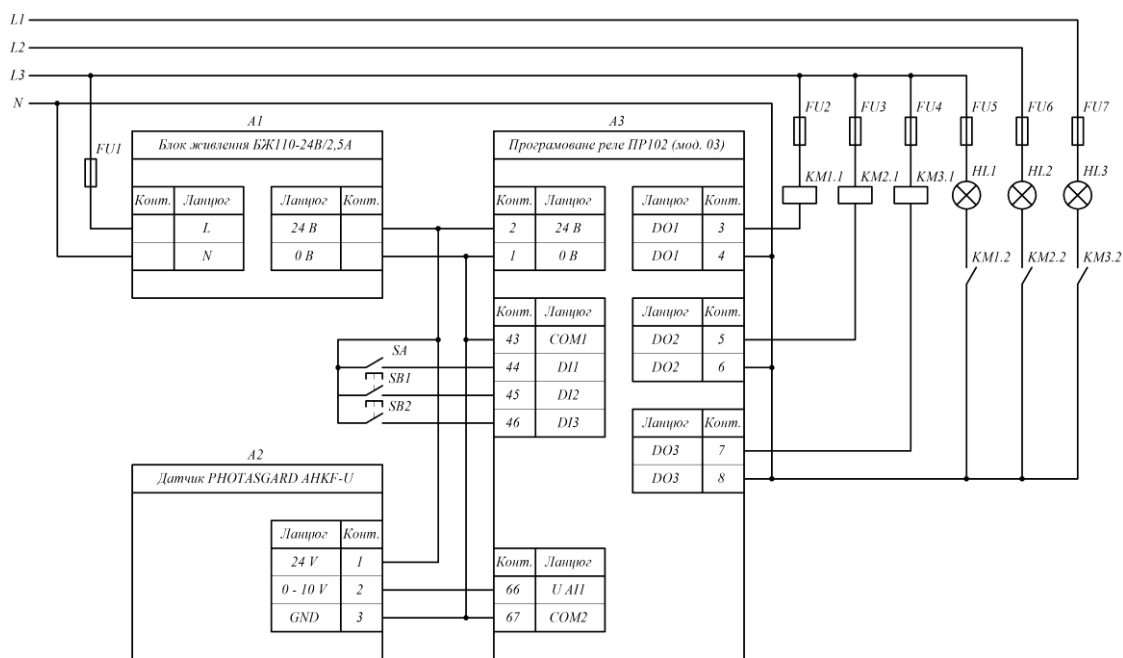 L1
L2
L3
N
FU1
A1
Блок живлення БЖ110-24В/2,5А
Конт. Ланцюг
L
N
Ланцюг Конт.
24 В
0 В
A3
Програмоване реле ПР102 (мод. 03)
Конт. Ланцюг
2 24 В
1 0 В
Ланцюг Конт.
DO1 3
DO1 4
FU2 FU3 FU4 FU5 FU6 FU7
KM1.1 KM2.1 KM3.1 HL1 HL2 HL3
KM1.2 KM2.2 KM3.2
Конт. Ланцюг
43 COM1
44 DI1
45 DI2
46 DI3
Ланцюг Конт.
DO2 5
DO2 6
SA
SB1
SB2
Ланцюг Конт.
DO3 7
DO3 8
A2
Датчик PHOTASGARD AHKF-U
Ланцюг Конт.
24 V 1
0 - 10 V 2
GND 3
Конт. Ланцюг
66 U AI1
67 COM2